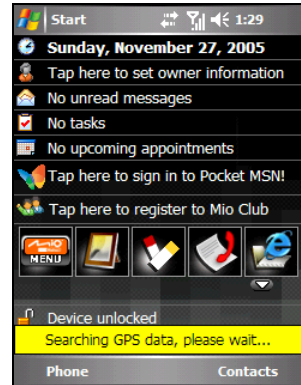 Start 1:29
Sunday, November 27, 2005
Tap here to set owner information
No unread messages
No tasks
No upcoming appointments
Tap here to sign in to Pocket MSN!
Tap here to register to Mio Club
Mio
MENU
Device unlocked
Searching GPS data, please wait...
Phone Contacts